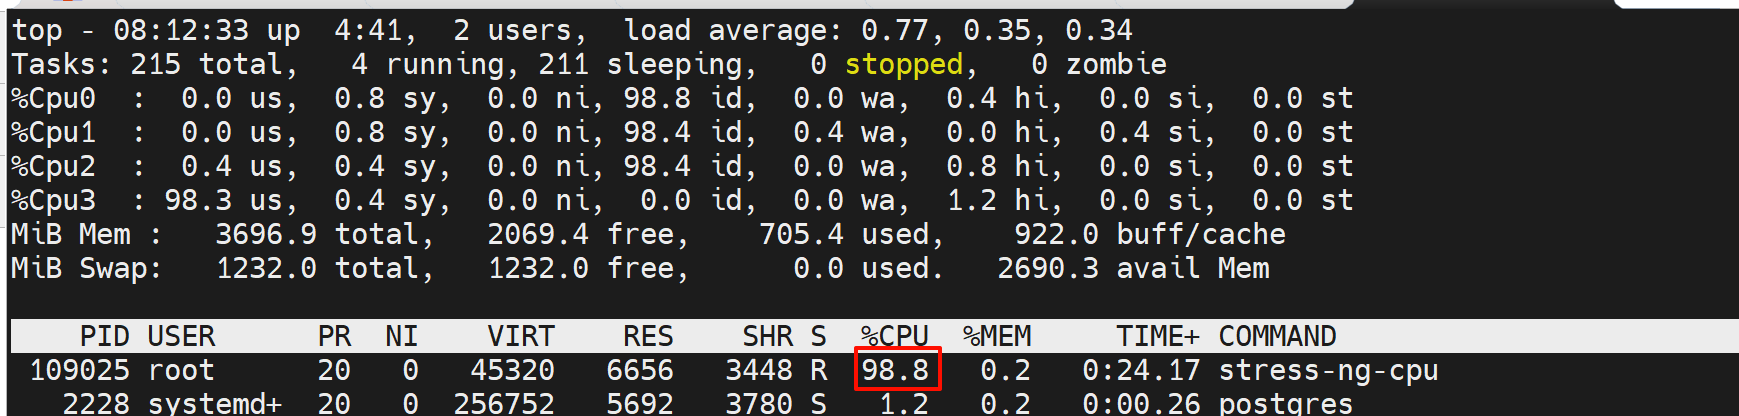 top - 08:12:33 up  4:41,  2 users,  load average: 0.77, 0.35, 0.34
Tasks: 215 total,   4 running, 211 sleeping,   0 stopped,   0 zombie
%Cpu0  :  0.0 us,  0.8 sy,  0.0 ni, 98.8 id,  0.0 wa,  0.4 hi,  0.0 si,  0.0 st
%Cpu1  :  0.0 us,  0.8 sy,  0.0 ni, 98.4 id,  0.4 wa,  0.0 hi,  0.4 si,  0.0 st
%Cpu2  :  0.4 us,  0.4 sy,  0.0 ni, 98.4 id,  0.0 wa,  0.8 hi,  0.0 si,  0.0 st
%Cpu3  : 98.3 us,  0.4 sy,  0.0 ni,  0.0 id,  0.0 wa,  1.2 hi,  0.0 si,  0.0 st
MiB Mem :   3696.9 total,   2069.4 free,    705.4 used,    922.0 buff/cache
MiB Swap:   1232.0 total,   1232.0 free,      0.0 used.   2690.3 avail Mem
PID USER      PR  NI    VIRT    RES    SHR S  %CPU  %MEM     TIME+ COMMAND
109025 root      20   0   45320   6656   3448 R  98.8   0.2   0:24.17 stress-ng-cpu
2228 systemd+  20   0  256752   5692   3780 S   1.2   0.2   0:00.26 postgres